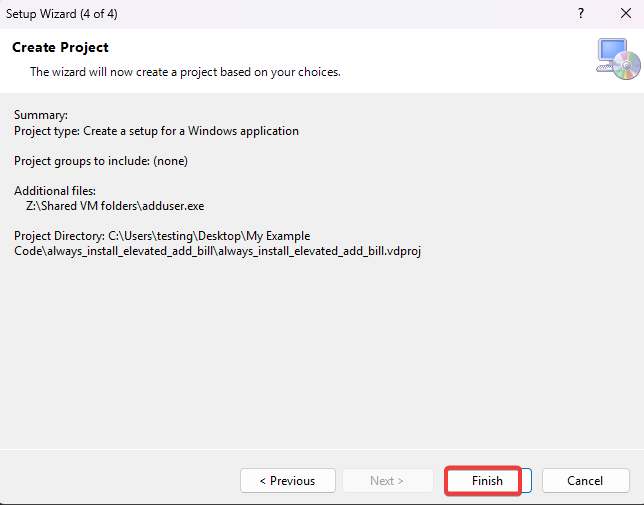 Setup Wizard (4 of 4)
?
Create Project
The wizard will now create a project based on your choices.
Summary:
Project type: Create a setup for a Windows application
Project groups to include: (none)
Additional files:
Z:\Shared VM folders\adduser.exe
Project Directory: C:\Users\testing\Desktop\My Example
Code\always_install_elevated_add_bill\always_install_elevated_add_bill.vdproj
< Previous
Next >
Finish
Cancel